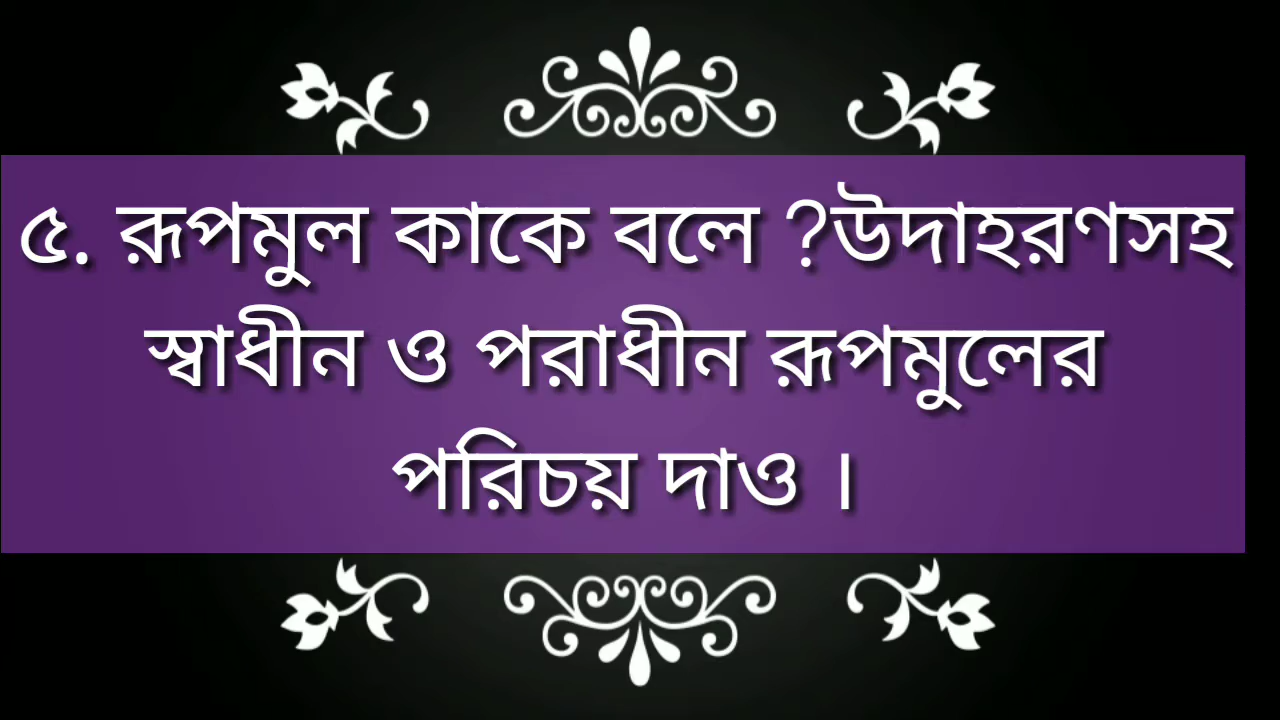 ৫. রূপমুল কাকে বলে ?উদাহরণসহ
স্বাধীন ও পরাধীন রূপমুলের
পরিচয় দাও ।